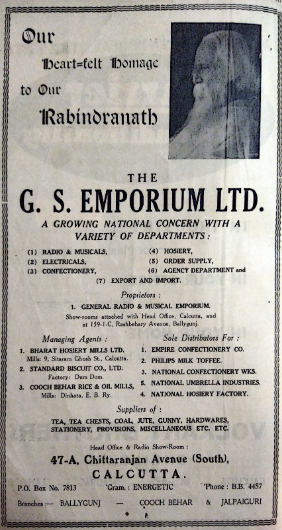 Our
Heart=felt Homage
to Our
Rabindranath
THE
G. S. EMPORIUM LTD.
A GROWING NATIONAL CONCERN WITH A
VARIETY OF DEPARTMENTS :
(1) RADIO & MUSICALS, (4) HOSIERY,
(2) ELECTRICALS, (5) ORDER SUPPLY,
(3) CONFECTIONERY, (6) AGENCY DEPARTMENT and
(7) EXPORT AND IMPORT.
Proprietors :
1. GENERAL RADIO & MUSICAL EMPORIUM.
Show-rooms attached with Head Office, Calcutta, and
at 159-1-C, Rashbehary Avenue, Ballygunj.
Managing Agents :
1. BHARAT HOSIERY MILLS LTD.
Mills: 9, Sitaram Ghosh St., Calcutta.
2. STANDARD BISCUIT CO., LTD.
Factory: Dum Dum.
3. COOCH BEHAR RICE & OIL MILLS,
Mills: Dinhata, E. B. Ry.
Sole Distributors For :
1. EMPIRE CONFECTIONERY CO.
2. PHILIPS MILK TOFFEE.
3. NATIONAL CONFECTIONERY WKS.
5. NATIONAL UMBRELLA INDUSTRIES.
4. NATIONAL HOSIERY FACTORY.
Suppliers of :
TEA, TEA CHESTS, COAL, JUTE, GUNNY, HARDWARES,
STATIONERY, PROVISIONS, MISCELLANEOUS ETC. ETC.
Head Office & Radio Show-Room :
47-A, Chittaranjan Avenue (South),
CALCUTTA.
P.O. Box No. 7813 'Gram. : ENERGETIC 'Phone : B.B. 4457
Branches— BALLYGUNJ — COOCH BEHAR & JALPAIGURI